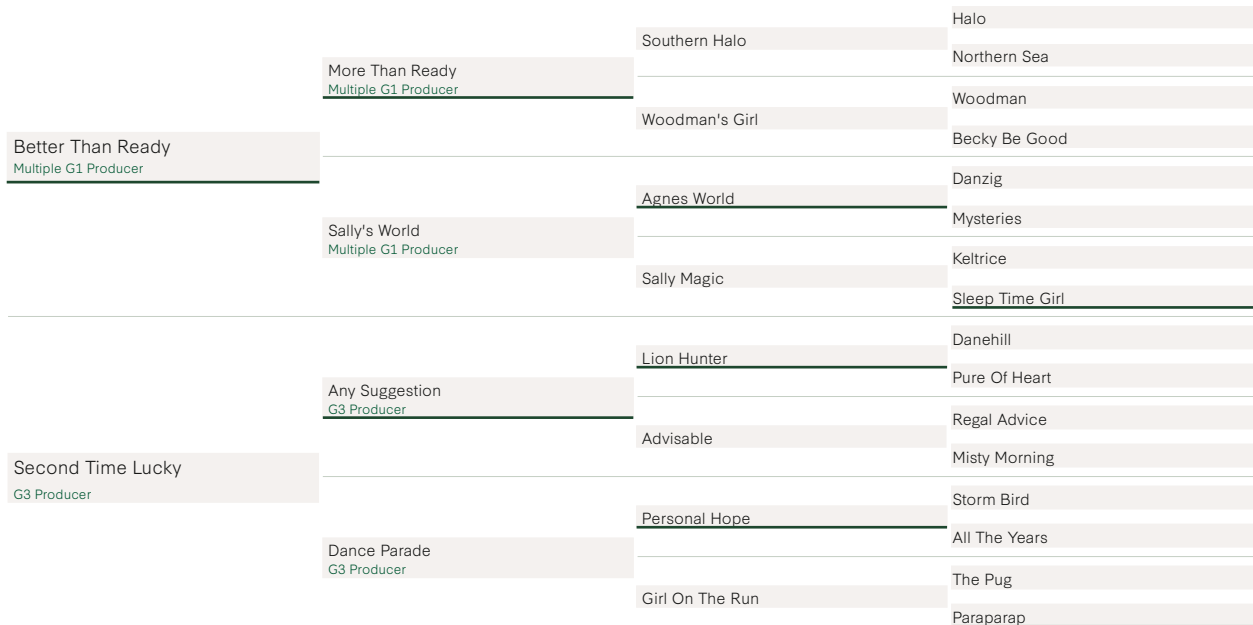 Better Than Ready
Multiple G1 Producer
Second Time Lucky
G3 Producer
More Than Ready
Multiple G1 Producer
Sally's World
Multiple G1 Producer
Any Suggestion
G3 Producer
Dance Parade
G3 Producer
Southern Halo
Woodman's Girl
Agnes World
Sally Magic
Lion Hunter
Advisable
Personal Hope
Girl On The Run
Halo
Northern Sea
Woodman
Becky Be Good
Danzig
Mysteries
Keltrice
Sleep Time Girl
Danehill
Pure Of Heart
Regal Advice
Misty Morning
Storm Bird
All The Years
The Pug
Paraparap